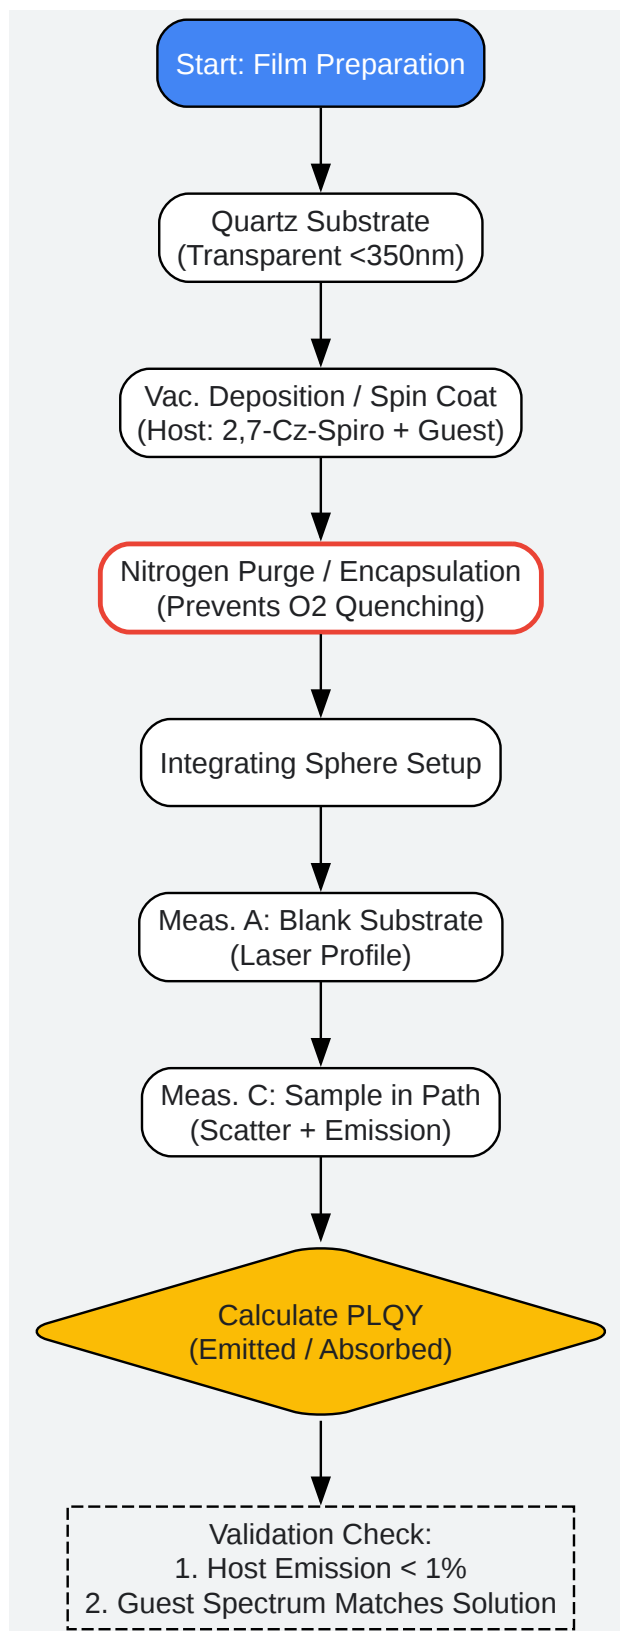 Start: Film Preparation
Quartz Substrate
(Transparent <350nm)
Vac. Deposition / Spin Coat
(Host: 2,7-Cz-Spiro + Guest)
Nitrogen Purge / Encapsulation
(Prevents O2 Quenching)
Integrating Sphere Setup
Meas. A: Blank Substrate
(Laser Profile)
Meas. C: Sample in Path
(Scatter + Emission)
Calculate PLQY
(Emitted / Absorbed)
Validation Check:
1. Host Emission < 1%
2. Guest Spectrum Matches Solution